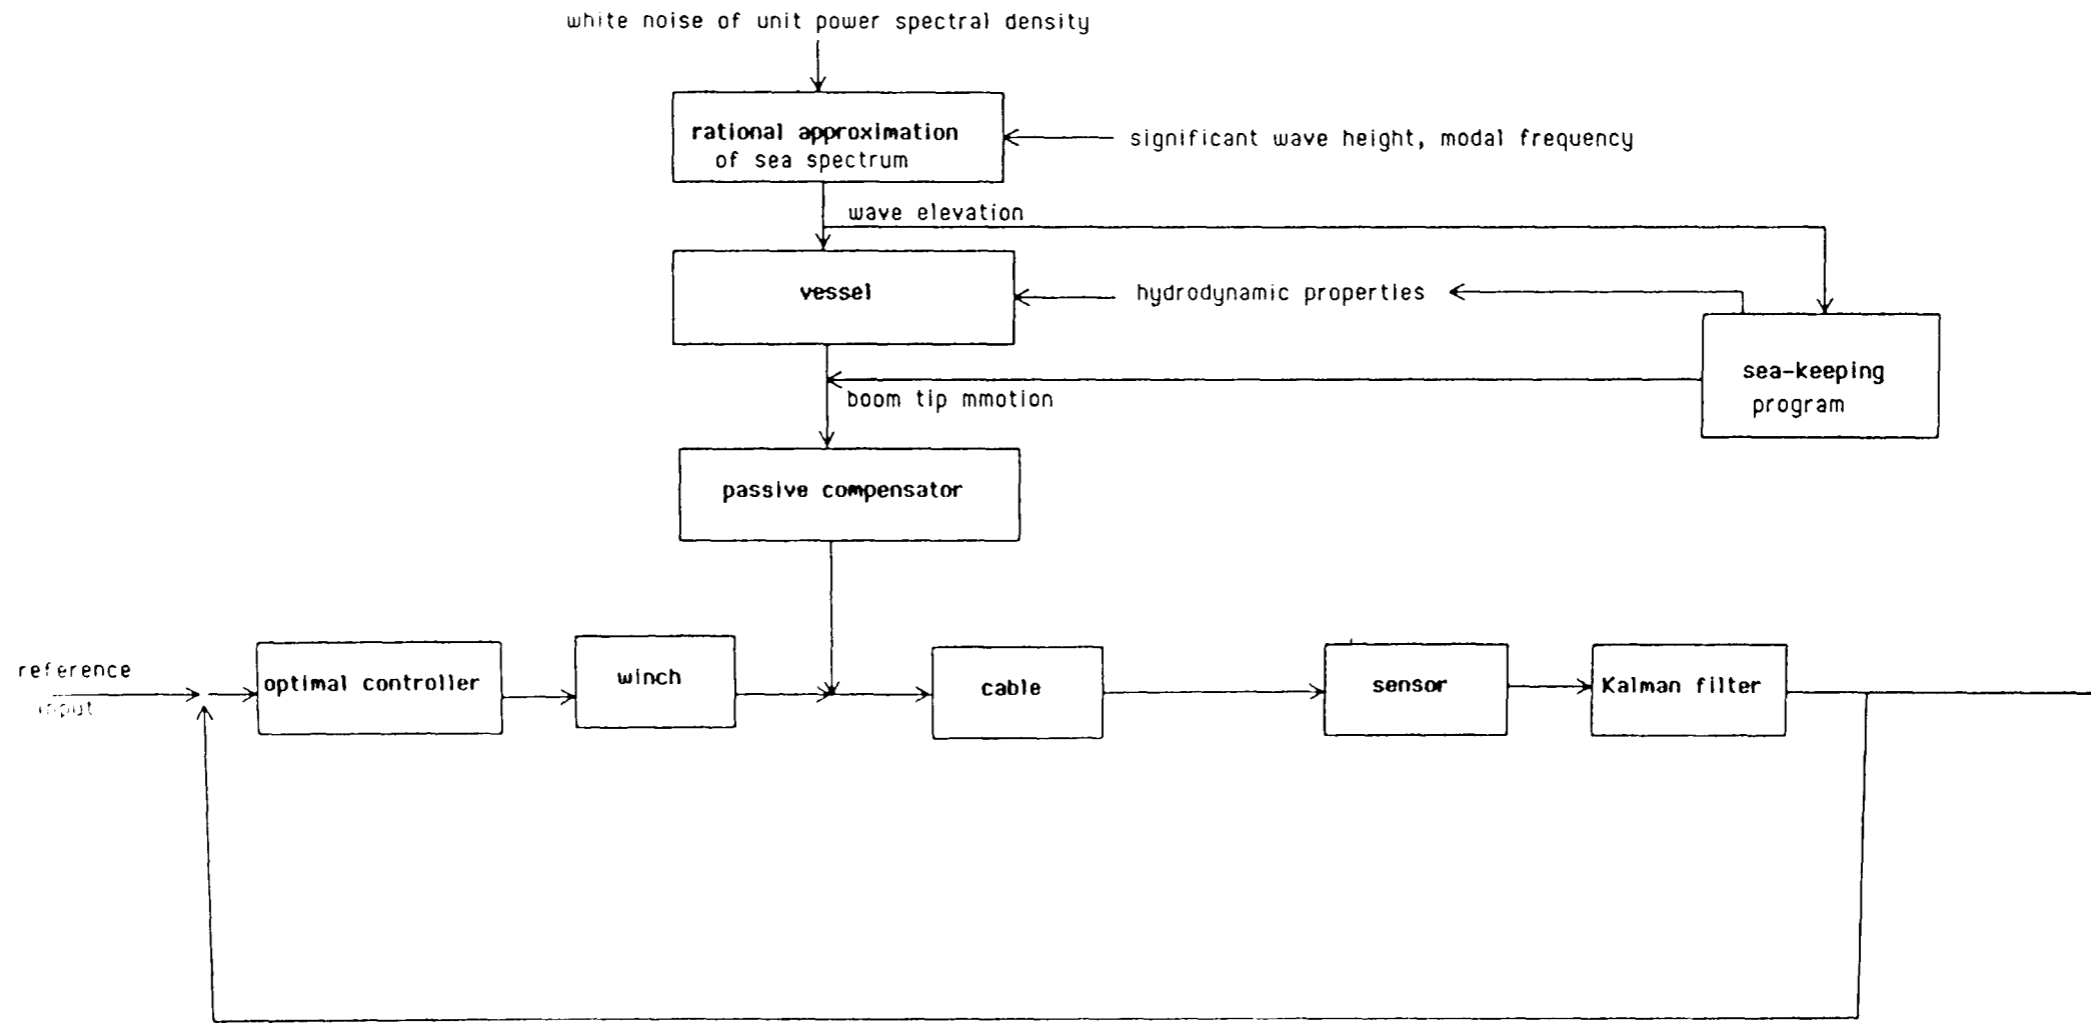 white noise of unit power spectral density
rational approximation
of sea spectrum
significant wave height, modal frequency
wave elevation
vessel
hydrodynamic properties
sea-keeping
program
boom tip mmotion
passive compensator
reference
input
optimal controller
winch
cable
sensor
Kalman filter